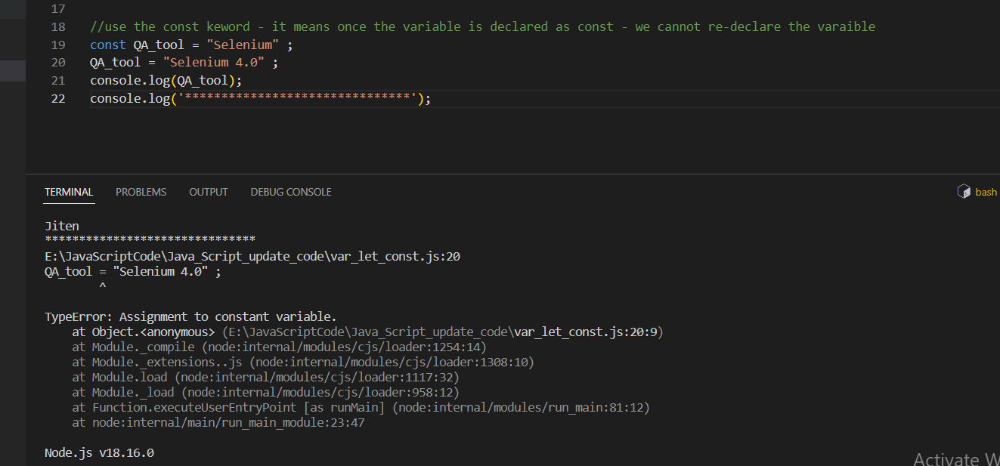 17
18 //use the const keword - it means once the variable is declared as const - we cannot re-declare the varaible
19 const QA_tool = "Selenium" ;
20 QA_tool = "Selenium 4.0" ;
21 console.log(QA_tool);
22 console.log('*******************************');
TERMINAL PROBLEMS OUTPUT DEBUG CONSOLE bash
Jiten
*******************************
E:\JavaScriptCode\Java_Script_update_code\var_let_const.js:20
QA_tool = "Selenium 4.0" ;
^
TypeError: Assignment to constant variable.
at Object.<anonymous> (E:\JavaScriptCode\Java_Script_update_code\var_let_const.js:20:9)
at Module._compile (node:internal/modules/cjs/loader:1254:14)
at Module._extensions..js (node:internal/modules/cjs/loader:1308:10)
at Module.load (node:internal/modules/cjs/loader:1117:32)
at Module._load (node:internal/modules/cjs/loader:958:12)
at Function.executeUserEntryPoint [as runMain] (node:internal/modules/run_main:81:12)
at node:internal/main/run_main_module:23:47
Node.js v18.16.0
Activate W